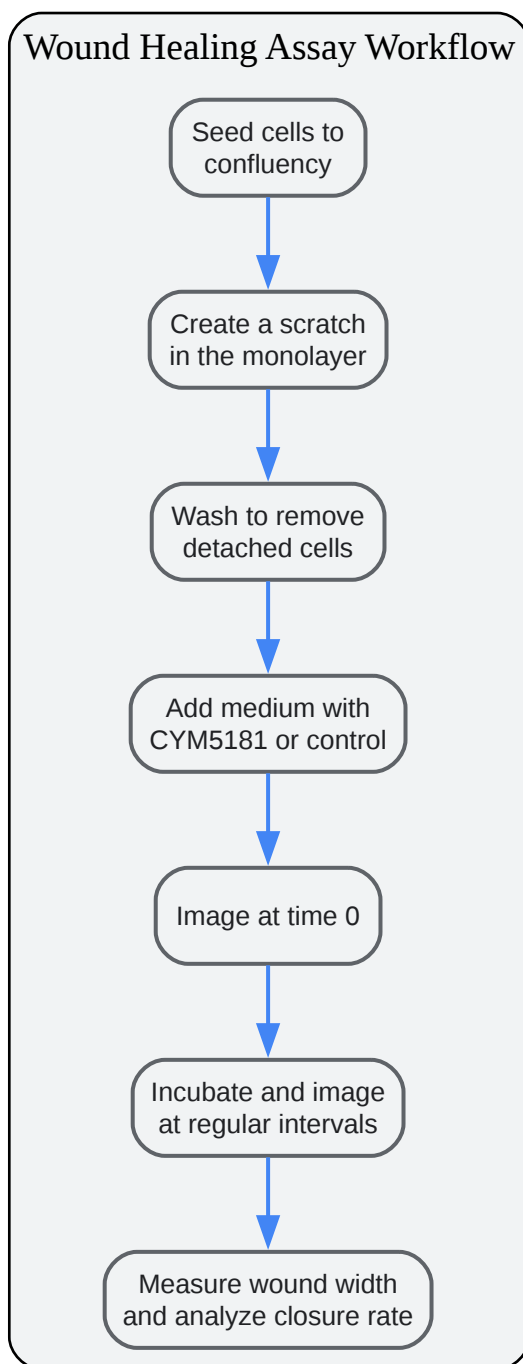 Wound Healing Assay Workflow
Seed cells to
confluency
Create a scratch
in the monolayer
Wash to remove
detached cells
Add medium with
CYM5181 or control
Image at time 0
Incubate and image
at regular intervals
Measure wound width
and analyze closure rate